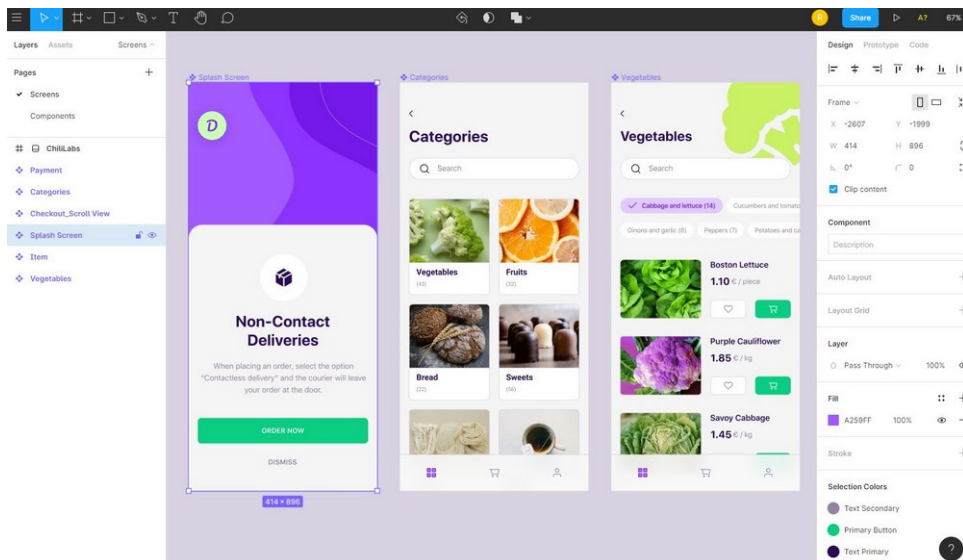 R
Share
A?
67%
Layers
Assets
Screens
Pages
Screens
Components
ChiliLabs
Payment
Categories
Checkout_Scroll View
Splash Screen
Item
Vegetables
Splash Screen
D
Non-Contact
Deliveries
When placing an order, select the option
"Contactless delivery" and the courier will leave
your order at the door.
ORDER NOW
DISMISS
414 × 896
Categories
Categories
Search
Vegetables
(43)
Fruits
(32)
Bread
(22)
Sweets
(56)
Vegetables
Vegetables
Search
Cabbage and lettuce (14)
Cucumbers and
Onions and garlic (8)
Peppers (7)
Potatoes and
Boston Lettuce
1.10 € / piece
Purple Cauliflower
1.85 € / kg
Savoy Cabbage
1.45 € / kg
Design
Prototype
Code
Frame
X -2607
Y -1999
W 414
H 896
0°
0
Clip content
Component
Description
Auto Layout
Layout Grid
Layer
Pass Through
100%
Fill
A259FF
100%
Stroke
Selection Colors
Text Secondary
Primary Button
Text Primary
?